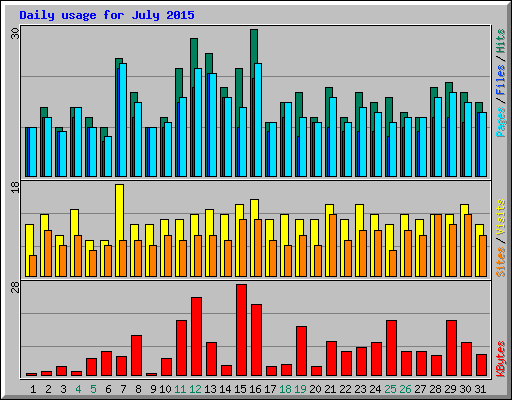 Daily usage for July 2015
30
Pages/Files/Hits
18
Sites/Visits
28
KBytes
1 2 3 4 5 6 7 8 9 10 11 12 13 14 15 16 17 18 19 20 21 22 23 24 25 26 27 28 29 30 31